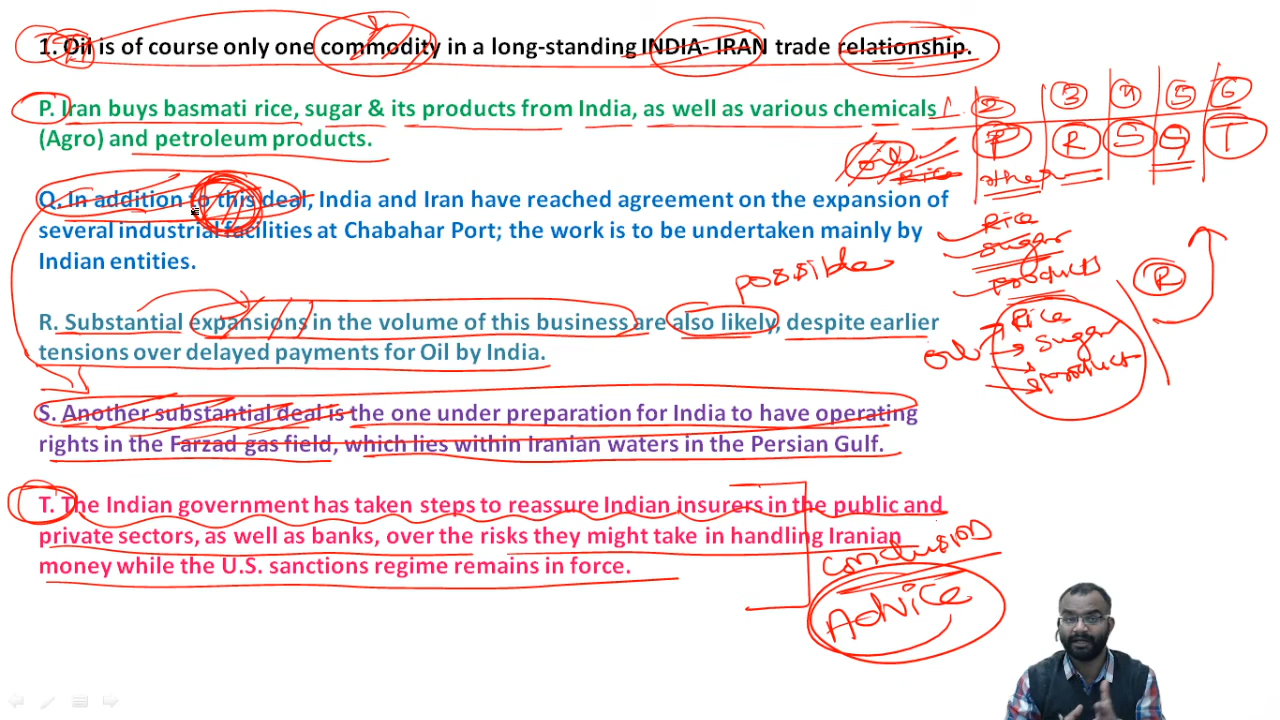 1. Oil is of course only one commodity in a long-standing INDIA- IRAN trade relationship.
P. Iran buys basmati rice, sugar & its products from India, as well as various chemicals
(Agro) and petroleum products.
Q. In addition to this deal, India and Iran have reached agreement on the expansion of
several industrial facilities at Chabahar Port; the work is to be undertaken mainly by
Indian entities.
R. Substantial expansions in the volume of this business are also likely, despite earlier
tensions over delayed payments for Oil by India.
S. Another substantial deal is the one under preparation for India to have operating
rights in the Farzad gas field, which lies within Iranian waters in the Persian Gulf.
T. The Indian government has taken steps to reassure Indian insurers in the public and
private sectors, as well as banks, over the risks they might take in handling Iranian
money while the U.S. sanctions regime remains in force.
1 2 3 4 5 6
P R S Q T
Oil
Rice
other
Rice
Sugar
products
possible
R
oil
Rice
Sugar
product
conclusion
Advice